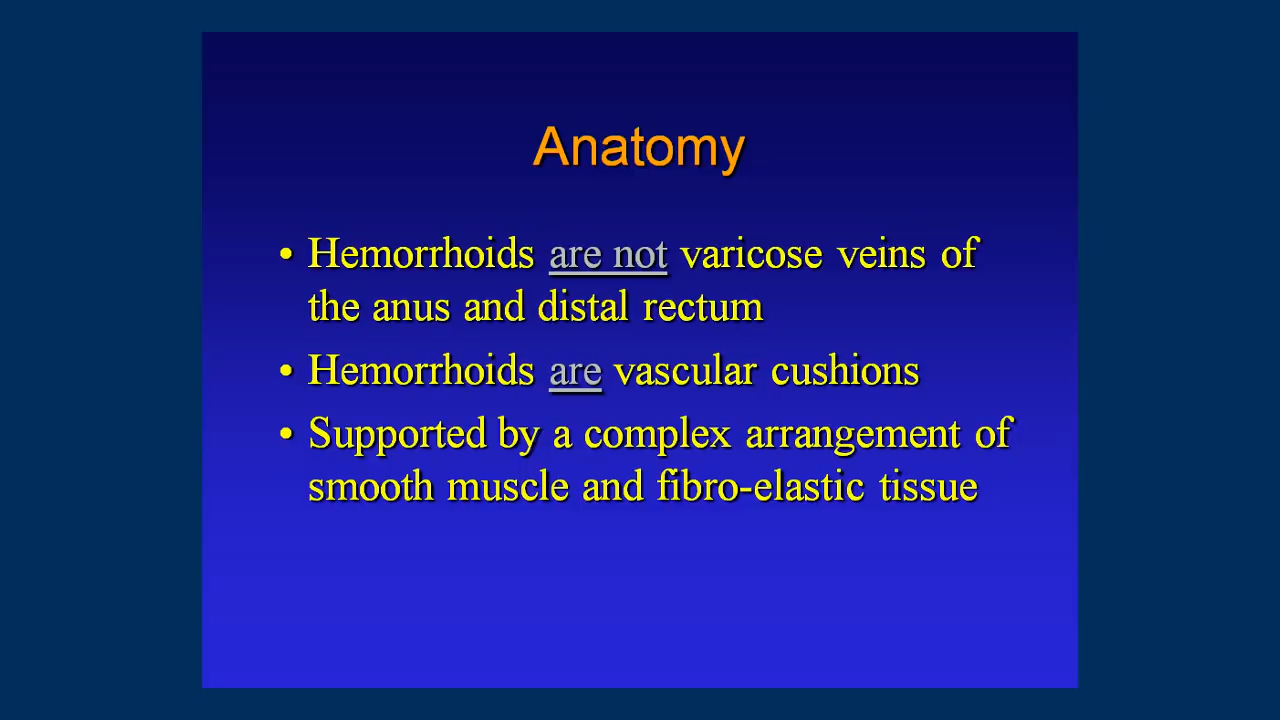 Anatomy
• Hemorrhoids are not varicose veins of
the anus and distal rectum
• Hemorrhoids are vascular cushions
• Supported by a complex arrangement of
smooth muscle and fibro-elastic tissue